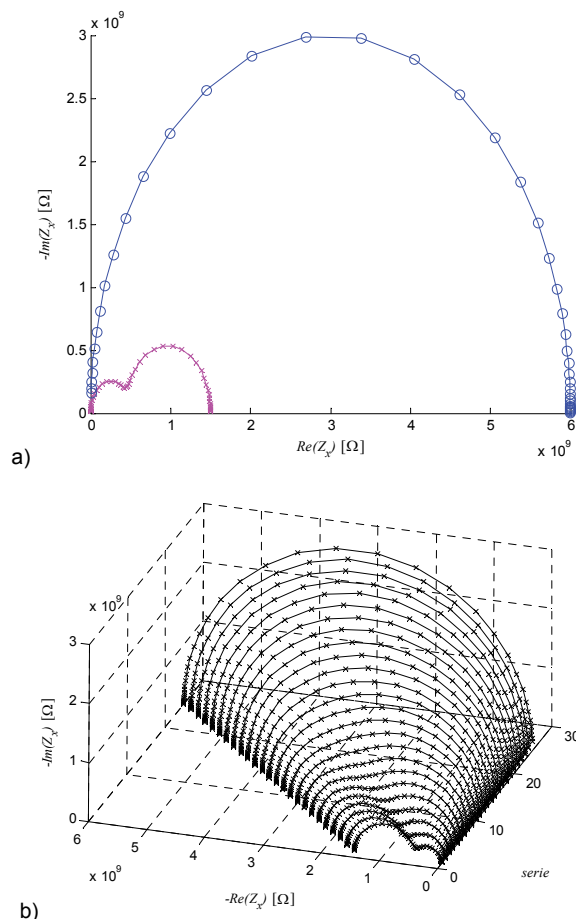 x 10^9
3
2.5
2
1.5
1
0.5
0
-Im(Z_x) [Ω]
0 1 2 3 4 5 6
x 10^9
Re(Z_x) [Ω]
a)
x 10^9
3
2
1
0
-Im(Z_x) [Ω]
6 5 4 3 2 1 0
x 10^9
-Re(Z_x) [Ω]
0 10 20 30
serie
b)